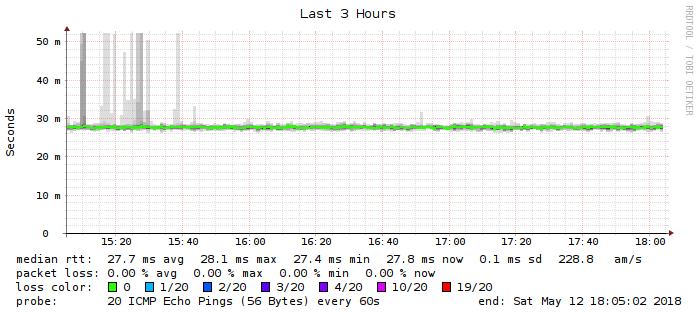 Last 3 Hours
RRDTOOL / TOBI OETIKER
Seconds
50 m
40 m
30 m
20 m
10 m
0
15:20 15:40 16:00 16:20 16:40 17:00 17:20 17:40 18:00
median rtt: 27.7 ms avg 28.1 ms max 27.4 ms min 27.8 ms now 0.1 ms sd 228.8 am/s
packet loss: 0.00 % avg 0.00 % max 0.00 % min 0.00 % now
loss color: 0 1/20 2/20 3/20 4/20 10/20 19/20
probe: 20 ICMP Echo Pings (56 Bytes) every 60s end: Sat May 12 18:05:02 2018